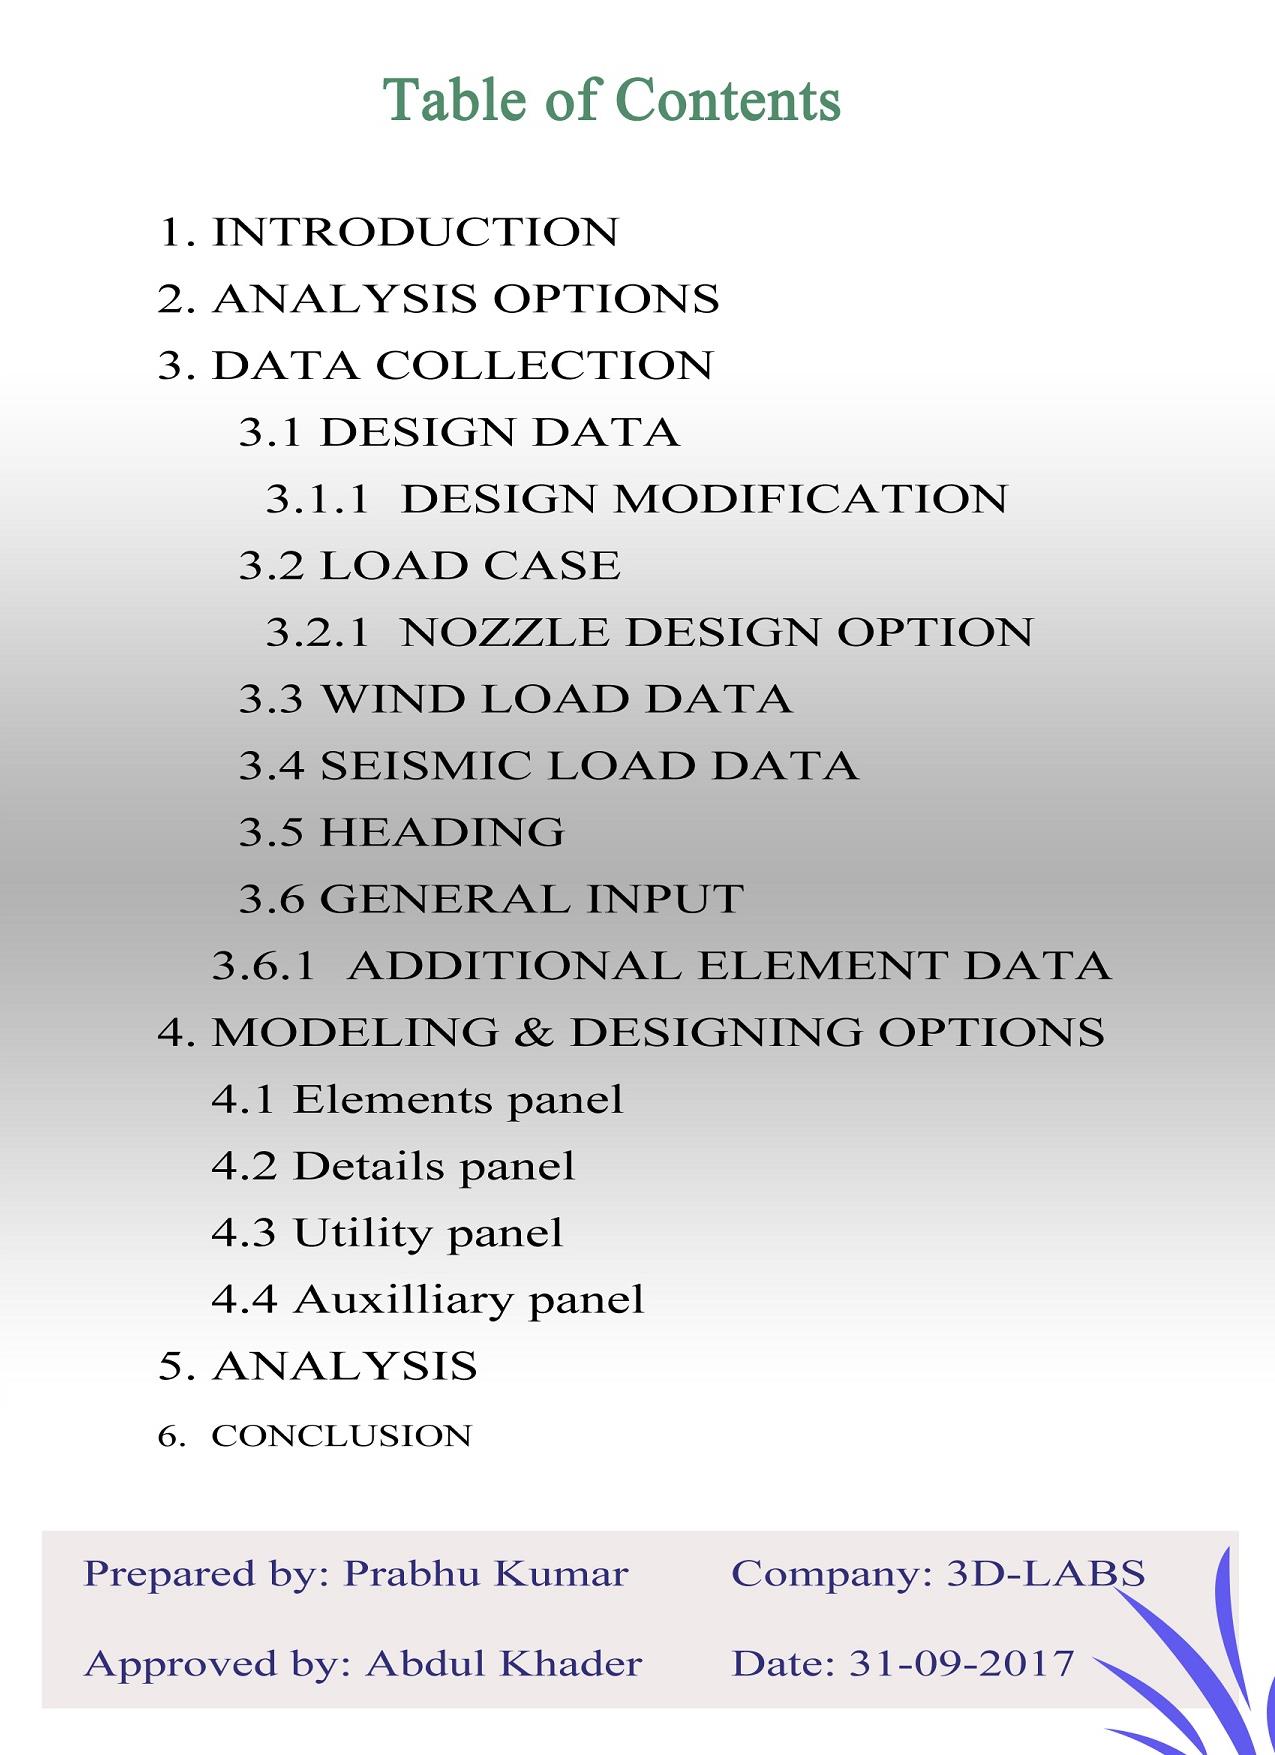 Table of Contents
1. INTRODUCTION
2. ANALYSIS OPTIONS
3. DATA COLLECTION
3.1 DESIGN DATA
3.1.1 DESIGN MODIFICATION
3.2 LOAD CASE
3.2.1 NOZZLE DESIGN OPTION
3.3 WIND LOAD DATA
3.4 SEISMIC LOAD DATA
3.5 HEADING
3.6 GENERAL INPUT
3.6.1 ADDITIONAL ELEMENT DATA
4. MODELING & DESIGNING OPTIONS
4.1 Elements panel
4.2 Details panel
4.3 Utility panel
4.4 Auxilliary panel
5. ANALYSIS
6. CONCLUSION
Prepared by: Prabhu Kumar Company: 3D-LABS
Approved by: Abdul Khader Date: 31-09-2017